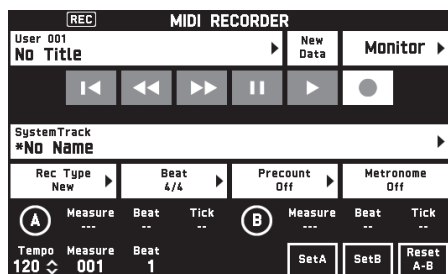 REC MIDI RECORDER
User 001
No Title
New Data
Monitor
SystemTrack
*No Name
Rec Type
New
Beat
4/4
Precount
Off
Metronome
Off
A Measure Beat Tick B Measure Beat Tick
--- -- -- --- -- --
Tempo Measure Beat
120 001 1
SetA SetB Reset A-B